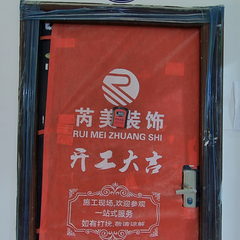 芮美装饰
RUI MEI ZHUANG SHI
开工大吉
施工现场,欢迎参观
一站式服务
如有打扰,敬请谅解